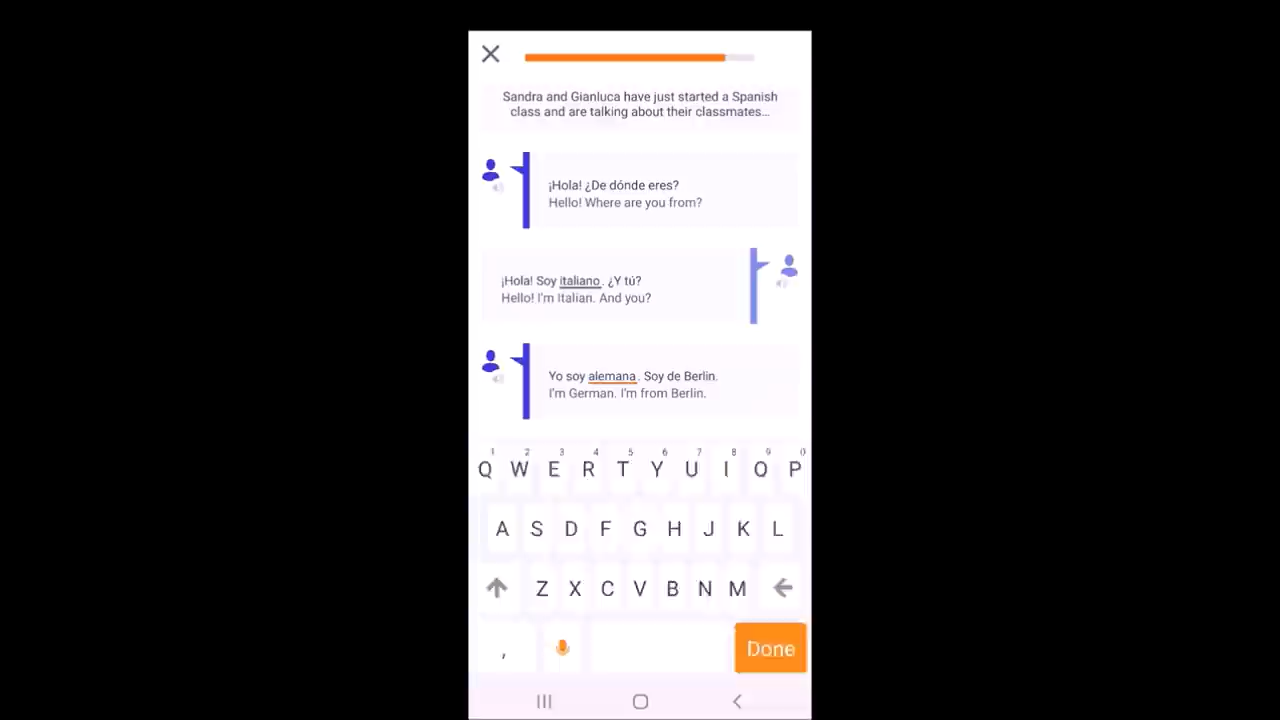 Sandra and Gianluca have just started a Spanish
class and are talking about their classmates...
¡Hola! ¿De dónde eres?
Hello! Where are you from?
¡Hola! Soy italiano. ¿Y tú?
Hello! I'm Italian. And you?
Yo soy alemana. Soy de Berlin.
I'm German. I'm from Berlin.
1 2 3 4 5 6 7 8 9 0
Q W E R T Y U I O P
A S D F G H J K L
Z X C V B N M
, Done